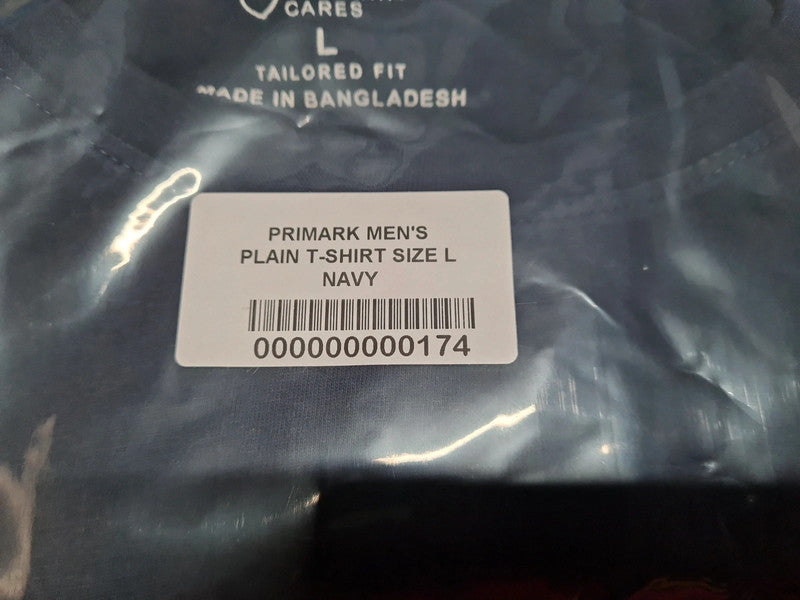 CARES
L
TAILORED FIT
MADE IN BANGLADESH
PRIMARK MEN'S
PLAIN T-SHIRT SIZE L
NAVY
000000000174